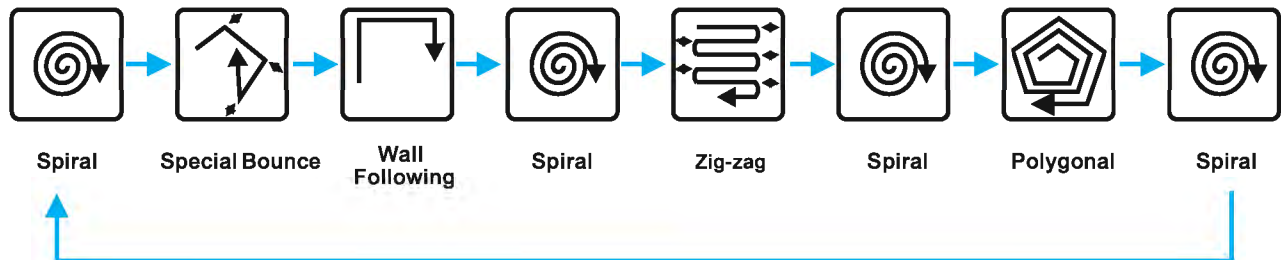 Spiral
Special Bounce
Wall
Following
Spiral
Zig-zag
Spiral
Polygonal
Spiral